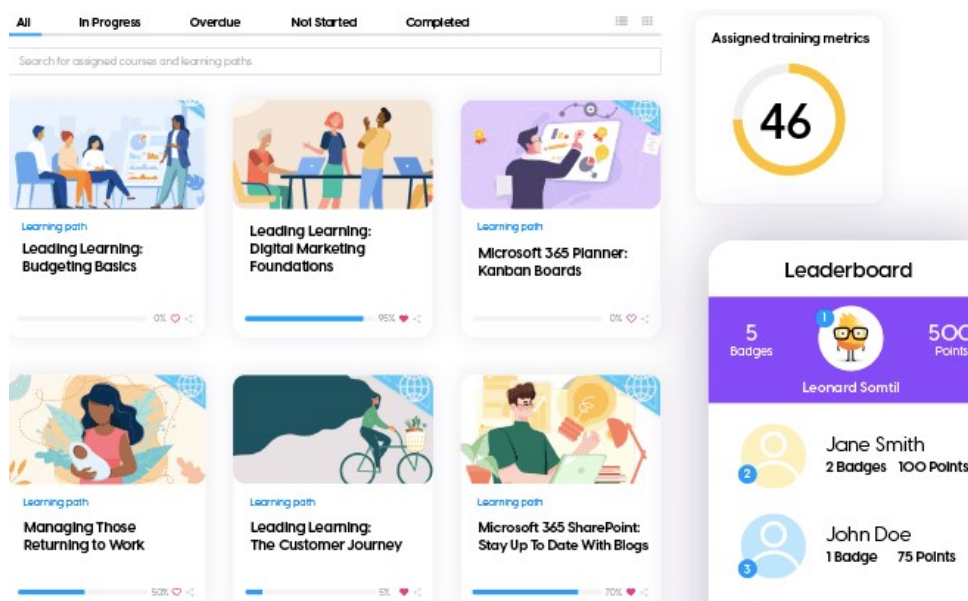 All In Progress Overdue Not Started Completed
Search for assigned courses and learning paths
Learning path
Leading Learning:
Budgeting Basics
0%
Leading Learning:
Digital Marketing
Foundations
95%
Learning path
Microsoft 365 Planner:
Kanban Boards
0%
Learning path
Managing Those
Returning to Work
50%
Learning path
Leading Learning:
The Customer Journey
5%
Learning path
Microsoft 365 SharePoint:
Stay Up To Date With Blogs
70%
Assigned training metrics
46
Leaderboard
5
Badges
1
500
Points
Leonard Somtil
Jane Smith
2 Badges 100 Points
2
John Doe
1 Badge 75 Points
3